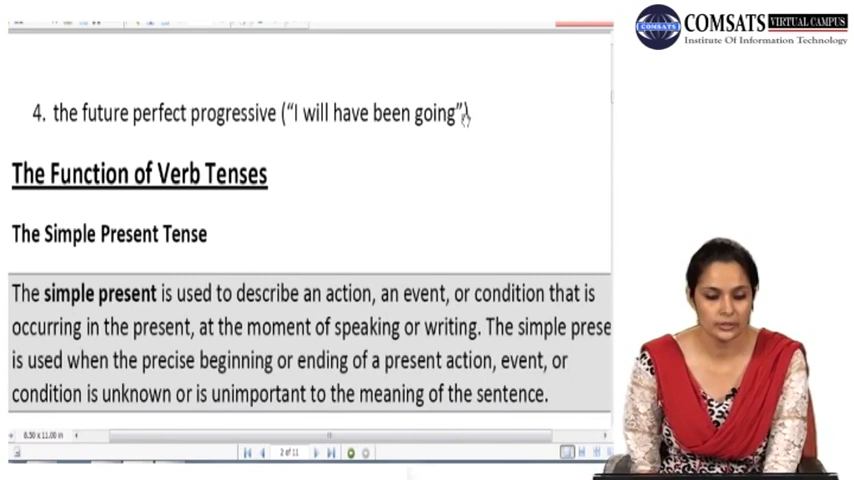 COMSATS VIRTUAL CAMPUS
COMSATS
Institute Of Information Technology
4. the future perfect progressive (“I will have been going”)
The Function of Verb Tenses
The Simple Present Tense
The simple present is used to describe an action, an event, or condition that is
occurring in the present, at the moment of speaking or writing. The simple prese
is used when the precise beginning or ending of a present action, event, or
condition is unknown or is unimportant to the meaning of the sentence.
8.50 x 11.00 in
2 of 11